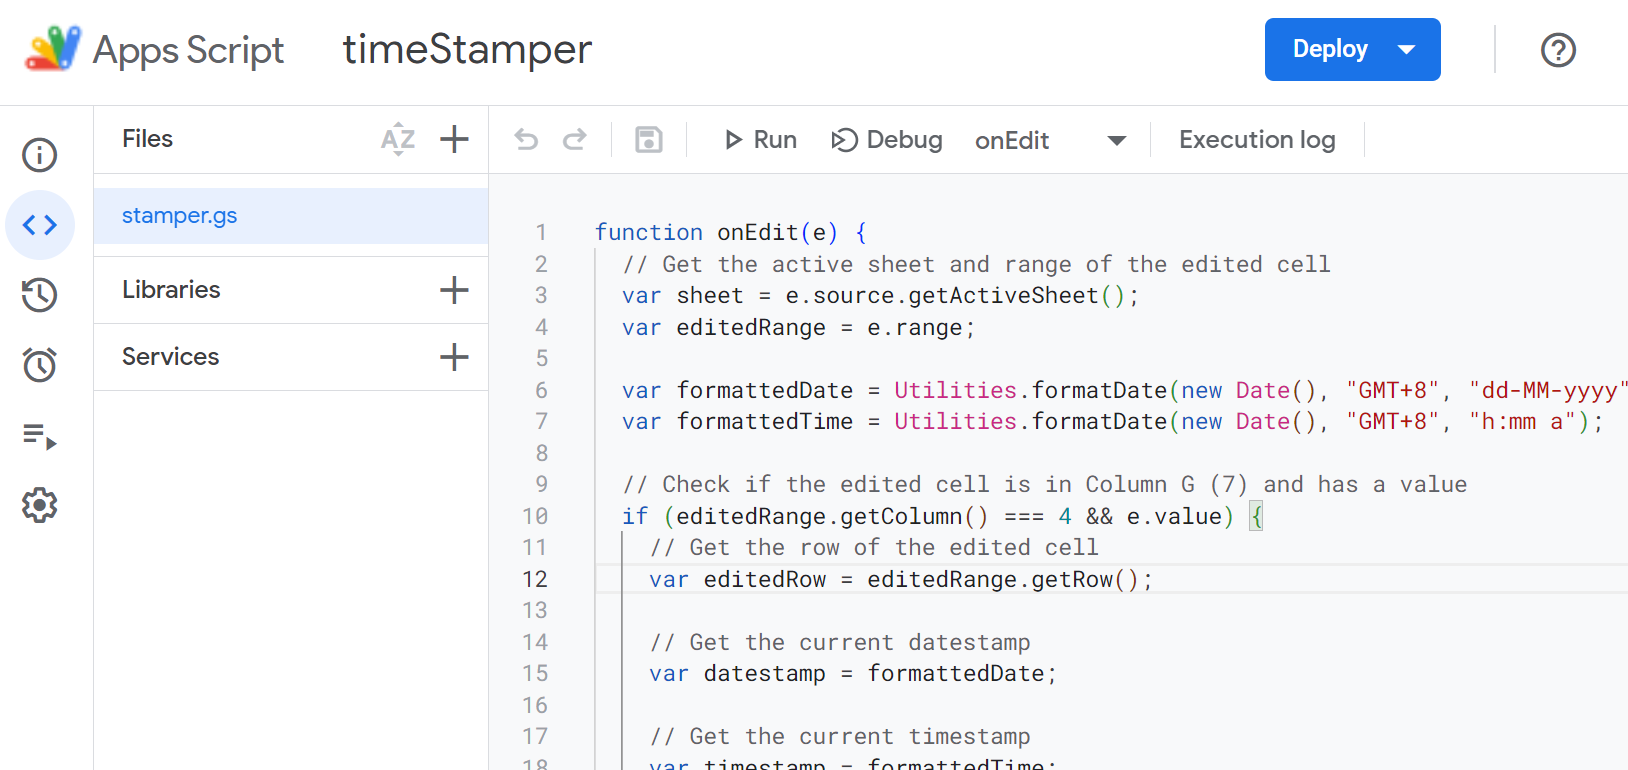 Apps Script timeStamper Deploy
Files AZ Run Debug onEdit Execution log
stamper.gs
Libraries
Services
1 function onEdit(e) {
2 // Get the active sheet and range of the edited cell
3 var sheet = e.source.getActiveSheet();
4 var editedRange = e.range;
5
6 var formattedDate = Utilities.formatDate(new Date(), "GMT+8", "dd-MM-yyyy"
7 var formattedTime = Utilities.formatDate(new Date(), "GMT+8", "h:mm a");
8
9 // Check if the edited cell is in Column G (7) and has a value
10 if (editedRange.getColumn() === 4 && e.value) {
11 // Get the row of the edited cell
12 var editedRow = editedRange.getRow();
13
14 // Get the current datestamp
15 var datestamp = formattedDate;
16
17 // Get the current timestamp
18 var timestamp = formattedTime;